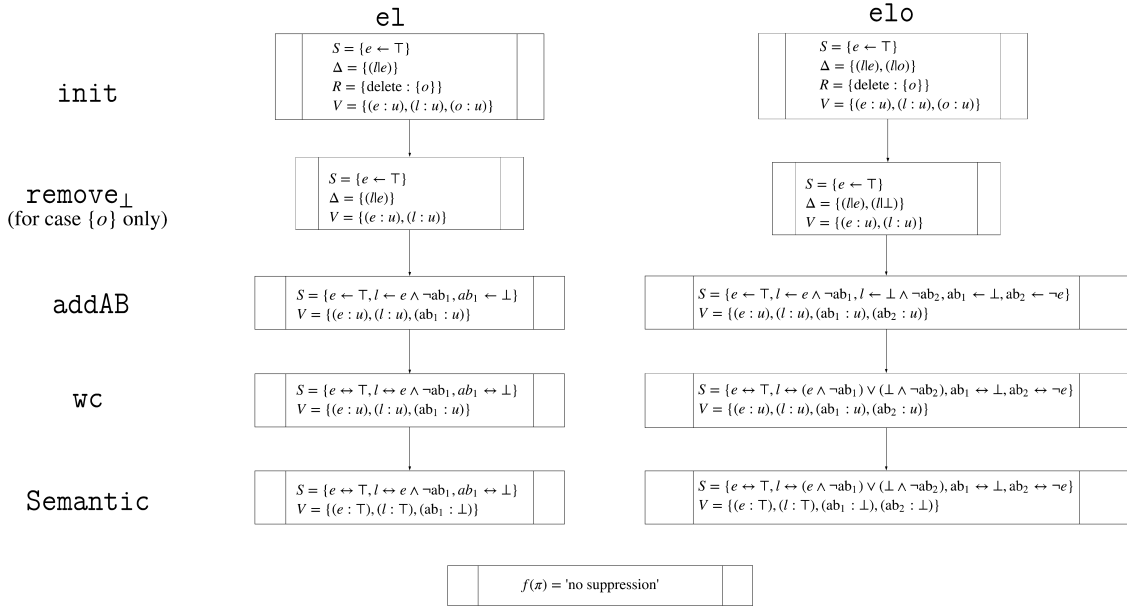 el
elo
init
S = {e ← ⊤}
Δ = {(l|e)}
R = {delete : {o}}
V = {(e : u), (l : u), (o : u)}
S = {e ← ⊤}
Δ = {(l|e), (l|o)}
R = {delete : {o}}
V = {(e : u), (l : u), (o : u)}
remove⊥
(for case {o} only)
S = {e ← ⊤}
Δ = {(l|e)}
V = {(e : u), (l : u)}
S = {e ← ⊤}
Δ = {(l|e), (l|⊥)}
V = {(e : u), (l : u)}
addAB
S = {e ← ⊤, l ← e ∧ ¬ab₁, ab₁ ← ⊥}
V = {(e : u), (l : u), (ab₁ : u)}
S = {e ← ⊤, l ← e ∧ ¬ab₁, l ← ⊥ ∧ ¬ab₂, ab₁ ← ⊥, ab₂ ← ¬e}
V = {(e : u), (l : u), (ab₁ : u), (ab₂ : u)}
wc
S = {e ↔ ⊤, l ↔ e ∧ ¬ab₁, ab₁ ↔ ⊥}
V = {(e : u), (l : u), (ab₁ : u)}
S = {e ↔ ⊤, l ↔ (e ∧ ¬ab₁) ∨ (⊥ ∧ ¬ab₂), ab₁ ↔ ⊥, ab₂ ↔ ¬e}
V = {(e : u), (l : u), (ab₁ : u), (ab₂ : u)}
Semantic
S = {e ↔ ⊤, l ↔ e ∧ ¬ab₁, ab₁ ↔ ⊥}
V = {(e : ⊤), (l : ⊤), (ab₁ : ⊥)}
S = {e ↔ ⊤, l ↔ (e ∧ ¬ab₁) ∨ (⊥ ∧ ¬ab₂), ab₁ ↔ ⊥, ab₂ ↔ ¬e}
V = {(e : ⊤), (l : ⊤), (ab₁ : ⊥), (ab₂ : ⊥)}
f(π) = 'no suppression'